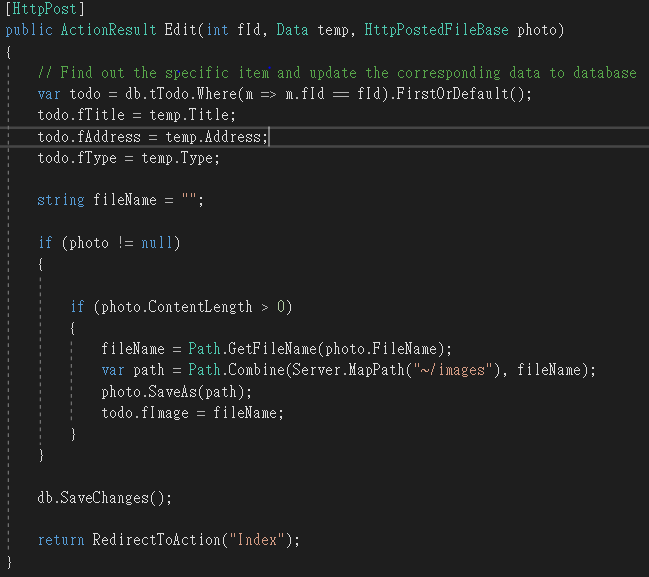 [HttpPost]
public ActionResult Edit(int fId, Data temp, HttpPostedFileBase photo)
{
// Find out the specific item and update the corresponding data to database
var todo = db.tTodo.Where(m => m.fId == fId).FirstOrDefault();
todo.fTitle = temp.Title;
todo.fAddress = temp.Address;
todo.fType = temp.Type;
string fileName = "";
if (photo != null)
{
if (photo.ContentLength > 0)
{
fileName = Path.GetFileName(photo.FileName);
var path = Path.Combine(Server.MapPath("~/images"), fileName);
photo.SaveAs(path);
todo.fImage = fileName;
}
}
db.SaveChanges();
return RedirectToAction("Index");
}